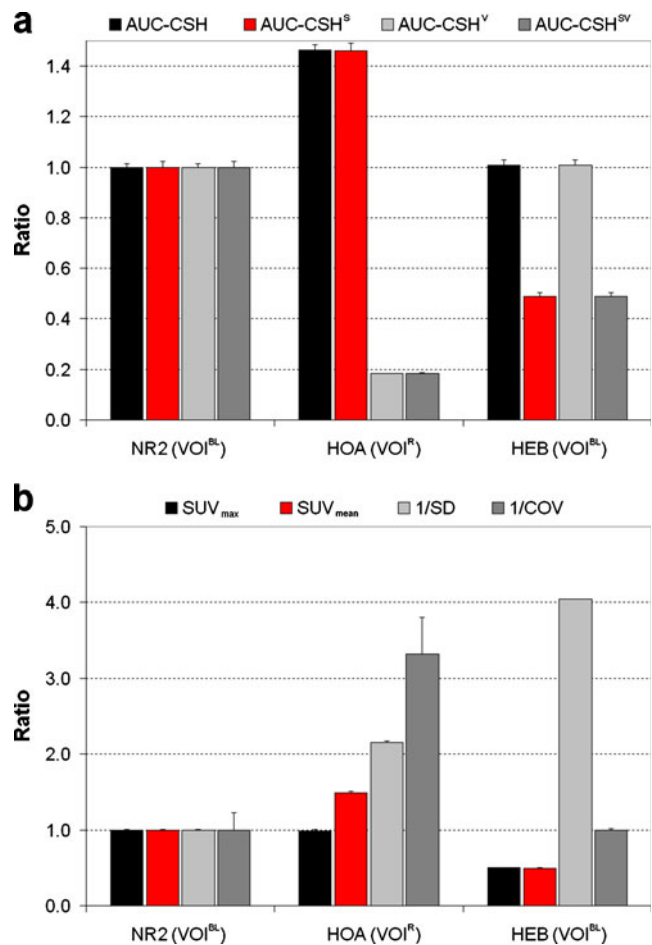 a
AUC-CSH AUC-CSHˢ AUC-CSHⱽ AUC-CSHˢⱽ
Ratio
1.4
1.2
1.0
0.8
0.6
0.4
0.2
0.0
NR2 (VOIᴮᴸ) HOA (VOIᴿ) HEB (VOIᴮᴸ)
b
SUVmax SUVmean 1/SD 1/COV
Ratio
5.0
4.0
3.0
2.0
1.0
0.0
NR2 (VOIᴮᴸ) HOA (VOIᴿ) HEB (VOIᴮᴸ)